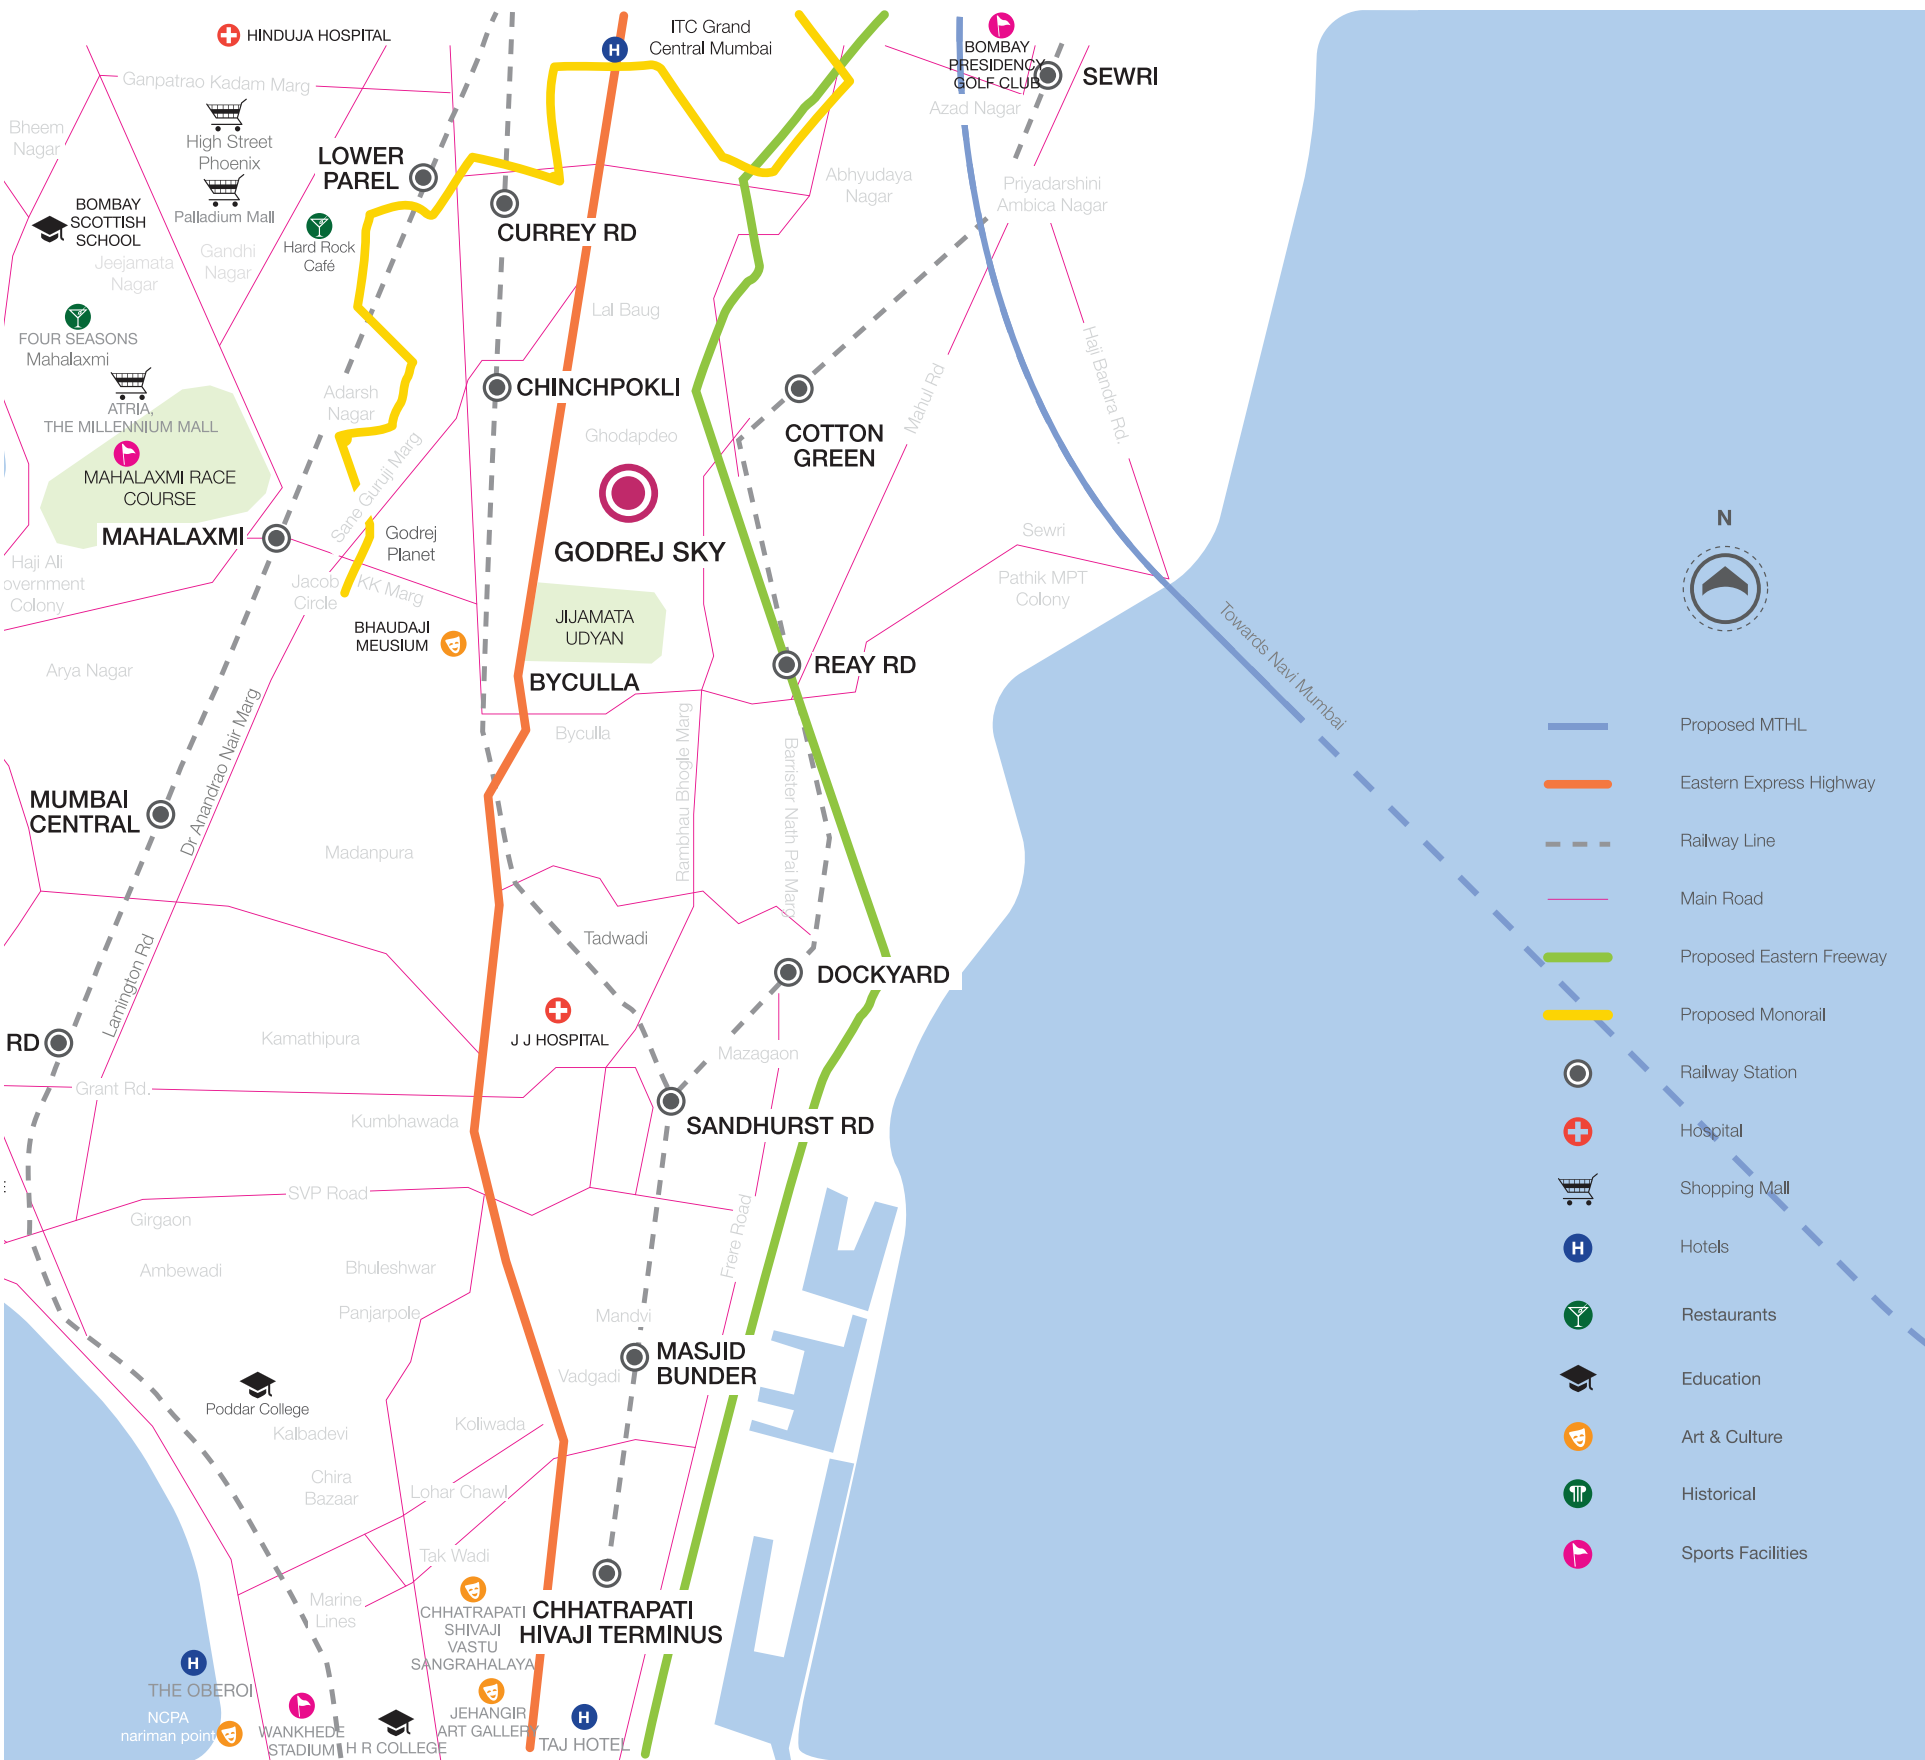 HINDUJA HOSPITAL
ITC Grand
Central Mumbai
BOMBAY
PRESIDENCY
GOLF CLUB
SEWRI
Azad Nagar
Ganpatrao Kadam Marg
Bheem
Nagar
High Street
Phoenix
Palladium Mall
LOWER
PAREL
BOMBAY
SCOTTISH
SCHOOL
Jeejamata
Nagar
Gandhi
Nagar
Hard Rock
Café
CURREY RD
Abhyudaya
Nagar
Priyadarshini
Ambica Nagar
FOUR SEASONS
Mahalaxmi
Lal Baug
Haji Bandra Rd.
Mahul Rd
ATRIA,
THE MILLENNIUM MALL
Adarsh
Nagar
CHINCHPOKLI
Ghodapdeo
COTTON
GREEN
MAHALAXMI RACE
COURSE
Sane Guruji Marg
MAHALAXMI
Godrej
Planet
GODREJ SKY
Sewri
Pathik MPT
Colony
N
Haji Ali
overnment
Colony
Jacob
Circle
KK Marg
BHAUDAJI
MEUSIUM
JIJAMATA
UDYAN
Towards Navi Mumbai
Arya Nagar
BYCULLA
REAY RD
Byculla
Dr Anandrao Nair Marg
Rambhau Bhogle Marg
Barrister Nath Pai Marg
MUMBAI
CENTRAL
Madanpura
Tadwadi
Lamington Rd
DOCKYARD
RD
Kamathipura
J J HOSPITAL
Mazagaon
Grant Rd.
Kumbhawada
SANDHURST RD
SVP Road
Girgaon
Frere Road
Ambewadi
Bhuleshwar
Panjarpole
Mandvi
MASJID
BUNDER
Vadgadi
Poddar College
Kalbadevi
Koliwada
Chira
Bazaar
Lohar Chawl
Tak Wadi
Marine
Lines
CHHATRAPATI
SHIVAJI
VASTU
SANGRAHALAYA
CHHATRAPATI
HIVAJI TERMINUS
THE OBEROI
NCPA
nariman point
WANKHEDE
STADIUM
H R COLLEGE
JEHANGIR
ART GALLERY
H
TAJ HOTEL
Proposed MTHL
Eastern Express Highway
Railway Line
Main Road
Proposed Eastern Freeway
Proposed Monorail
Railway Station
Hospital
Shopping Mall
H
Hotels
Restaurants
Education
Art & Culture
Historical
Sports Facilities